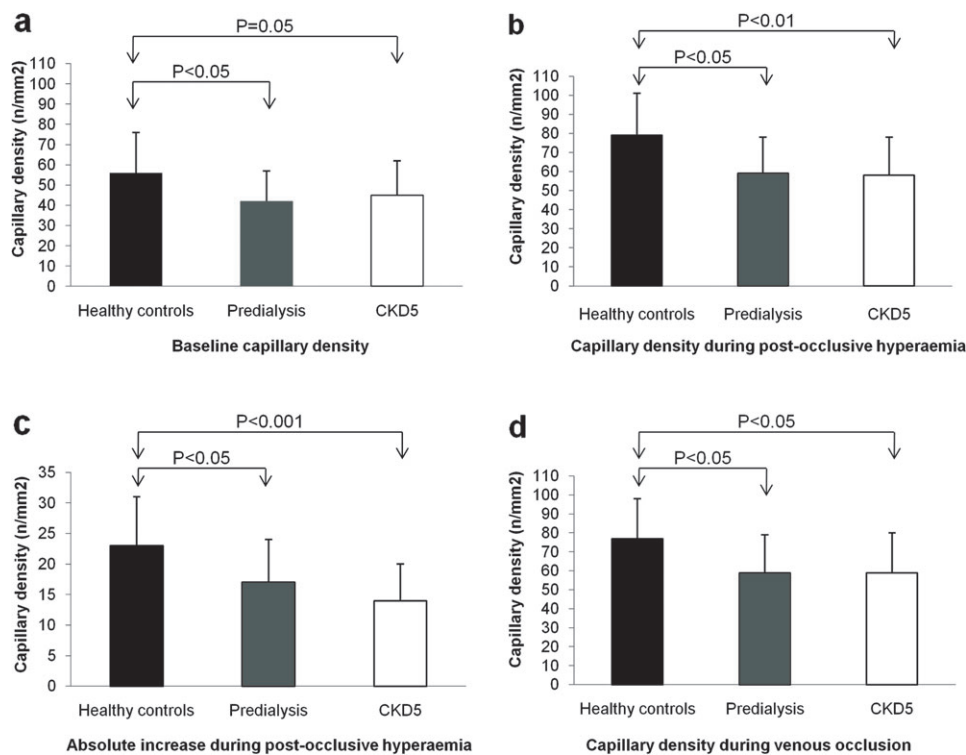 a
P=0.05
P<0.05
Capillary density (n/mm2)
110
100
90
80
70
60
50
40
30
20
10
0
Healthy controls Predialysis CKD5
Baseline capillary density
b
P<0.01
P<0.05
Capillary density (n/mm2)
110
100
90
80
70
60
50
40
30
20
10
0
Healthy controls Predialysis CKD5
Capillary density during post-occlusive hyperaemia
c
P<0.001
P<0.05
Capillary density (n/mm2)
35
30
25
20
15
10
5
0
Healthy controls Predialysis CKD5
Absolute increase during post-occlusive hyperaemia
d
P<0.05
P<0.05
Capillary density (n/mm2)
110
100
90
80
70
60
50
40
30
20
10
0
Healthy controls Predialysis CKD5
Capillary density during venous occlusion